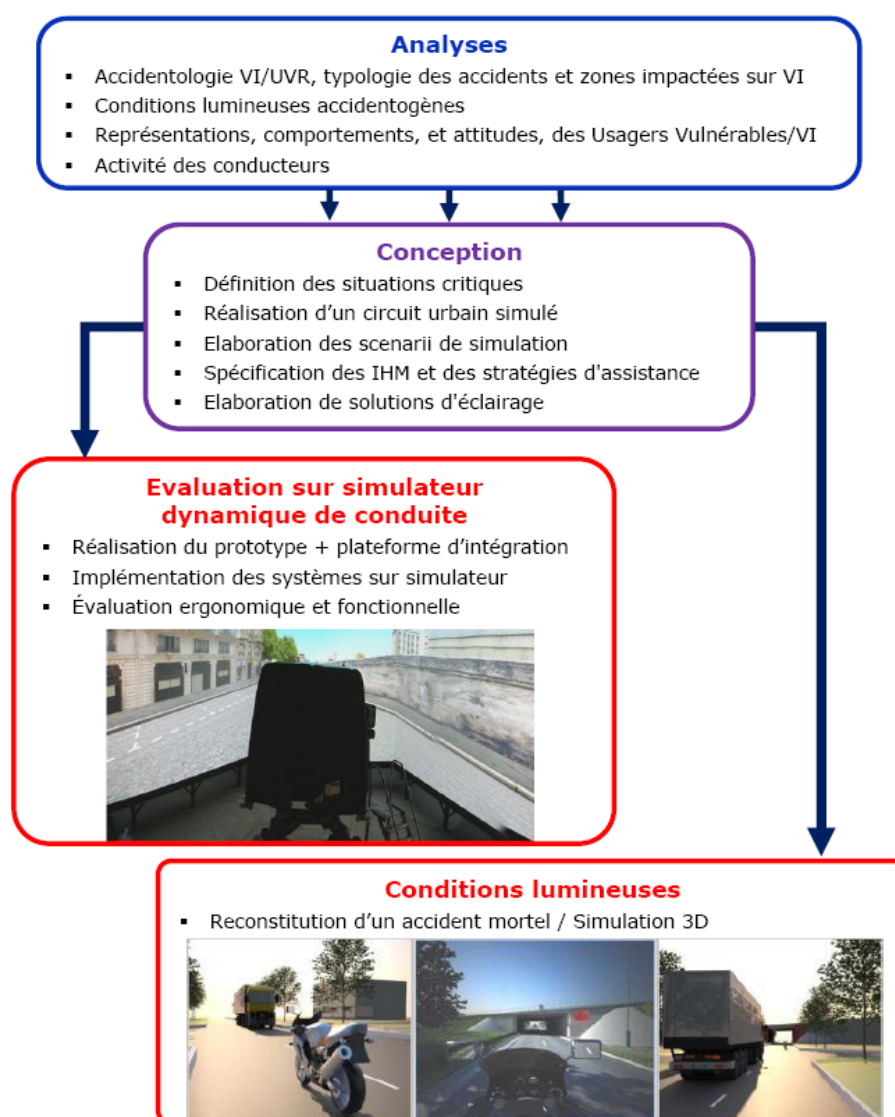 Analyses
▪ Accidentologie VI/UVR, typologie des accidents et zones impactées sur VI
▪ Conditions lumineuses accidentogènes
▪ Représentations, comportements, et attitudes, des Usagers Vulnérables/VI
▪ Activité des conducteurs
Conception
▪ Définition des situations critiques
▪ Réalisation d'un circuit urbain simulé
▪ Elaboration des scenarii de simulation
▪ Spécification des IHM et des stratégies d'assistance
▪ Elaboration de solutions d'éclairage
Evaluation sur simulateur
dynamique de conduite
▪ Réalisation du prototype + plateforme d'intégration
▪ Implémentation des systèmes sur simulateur
▪ Évaluation ergonomique et fonctionnelle
Conditions lumineuses
▪ Reconstitution d'un accident mortel / Simulation 3D